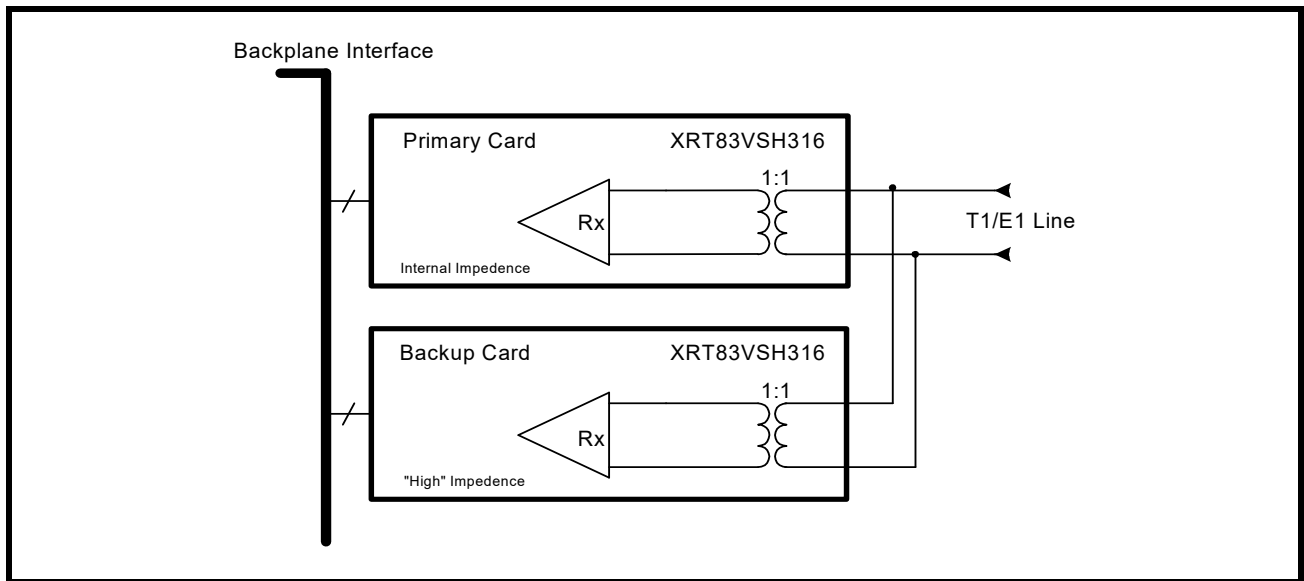 Backplane Interface
Primary Card XRT83VSH316
1:1
Rx
T1/E1 Line
Internal Impedence
Backup Card XRT83VSH316
1:1
Rx
"High" Impedence